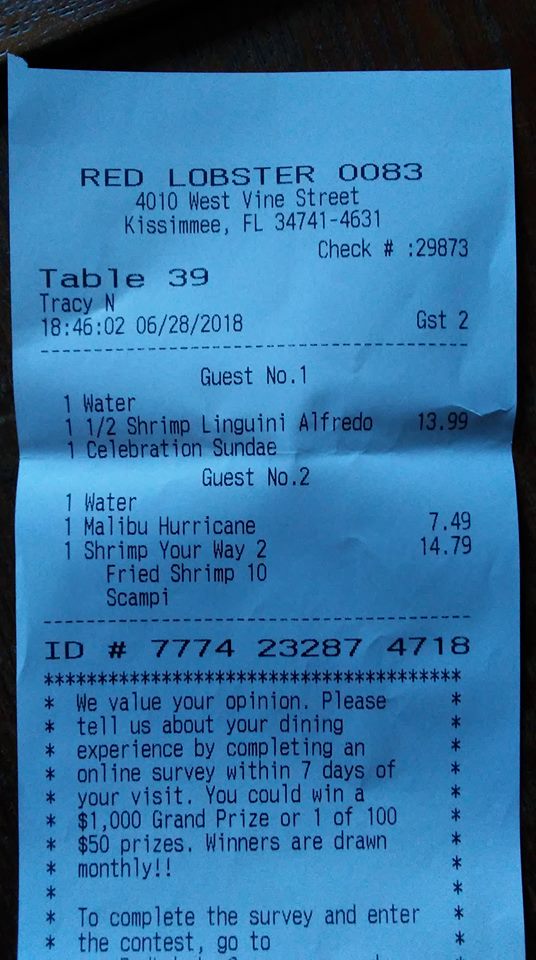 RED LOBSTER 0083
4010 West Vine Street
Kissimmee, FL 34741-4631
Check # :29873
Table 39
Tracy N
18:46:02 06/28/2018 Gst 2
----------------------------------------
Guest No.1
1 Water
1 1/2 Shrimp Linguini Alfredo 13.99
1 Celebration Sundae
Guest No.2
1 Water
1 Malibu Hurricane 7.49
1 Shrimp Your Way 2 14.79
Fried Shrimp 10
Scampi
----------------------------------------
ID # 7774 23287 4718
****************************************
* We value your opinion. Please *
* tell us about your dining *
* experience by completing an *
* online survey within 7 days of *
* your visit. You could win a *
* $1,000 Grand Prize or 1 of 100 *
* $50 prizes. Winners are drawn *
* monthly!! *
* *
* To complete the survey and enter *
* the contest, go to *